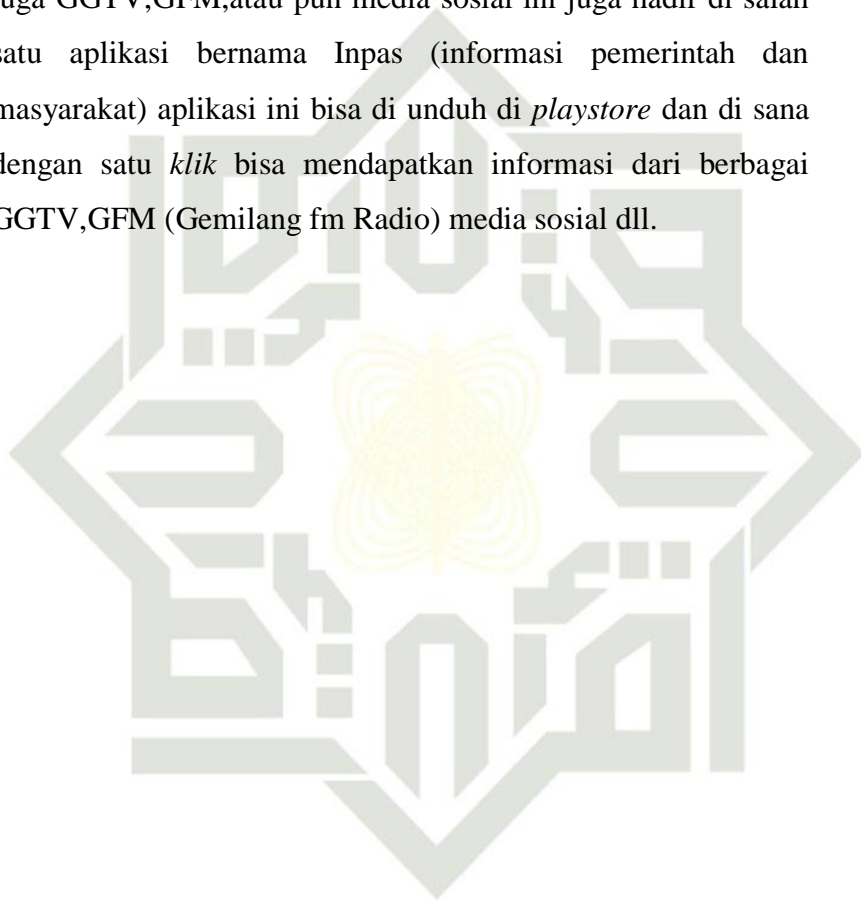 juga GGTV,GFM,atau pun media sosial ini juga hadir di salah
satu aplikasi bernama Inpas (informasi pemerintah dan
masyarakat) aplikasi ini bisa di unduh di playstore dan di sana
dengan satu klik bisa mendapatkan informasi dari berbagai
GGTV,GFM (Gemilang fm Radio) media sosial dll.